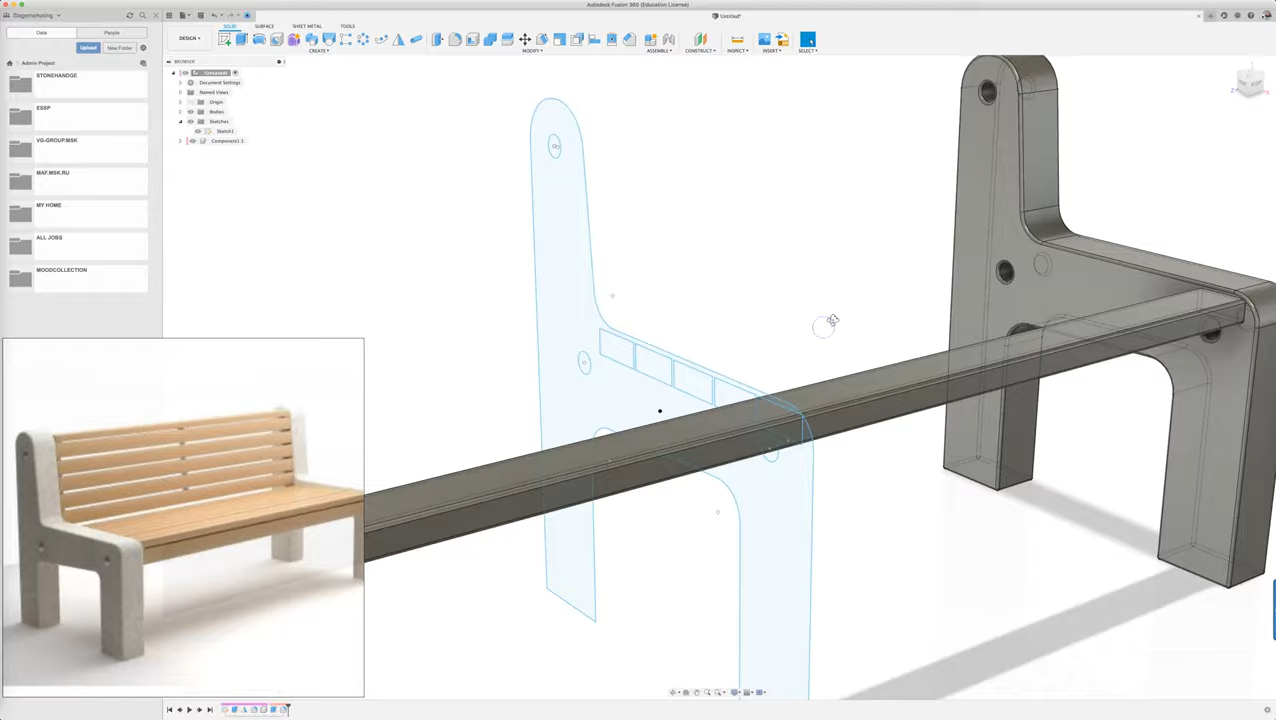 Autodesk Fusion 360 (Education License)
Stagemarketing
Untitled*
Data
People
SOLID
SURFACE
SHEET METAL
TOOLS
DESIGN
Upload
New Folder
CREATE
MODIFY
ASSEMBLE
CONSTRUCT
INSPECT
INSERT
SELECT
Admin Project
BROWSER
STONEHANDGE
(Unsaved)
Document Settings
Named Views
Origin
ESSP
Bodies
Sketches
Sketch1
VG-GROUP.MSK
Component1:1
MAF.MSK.RU
MY HOME
ALL JOBS
MOODCOLLECTION